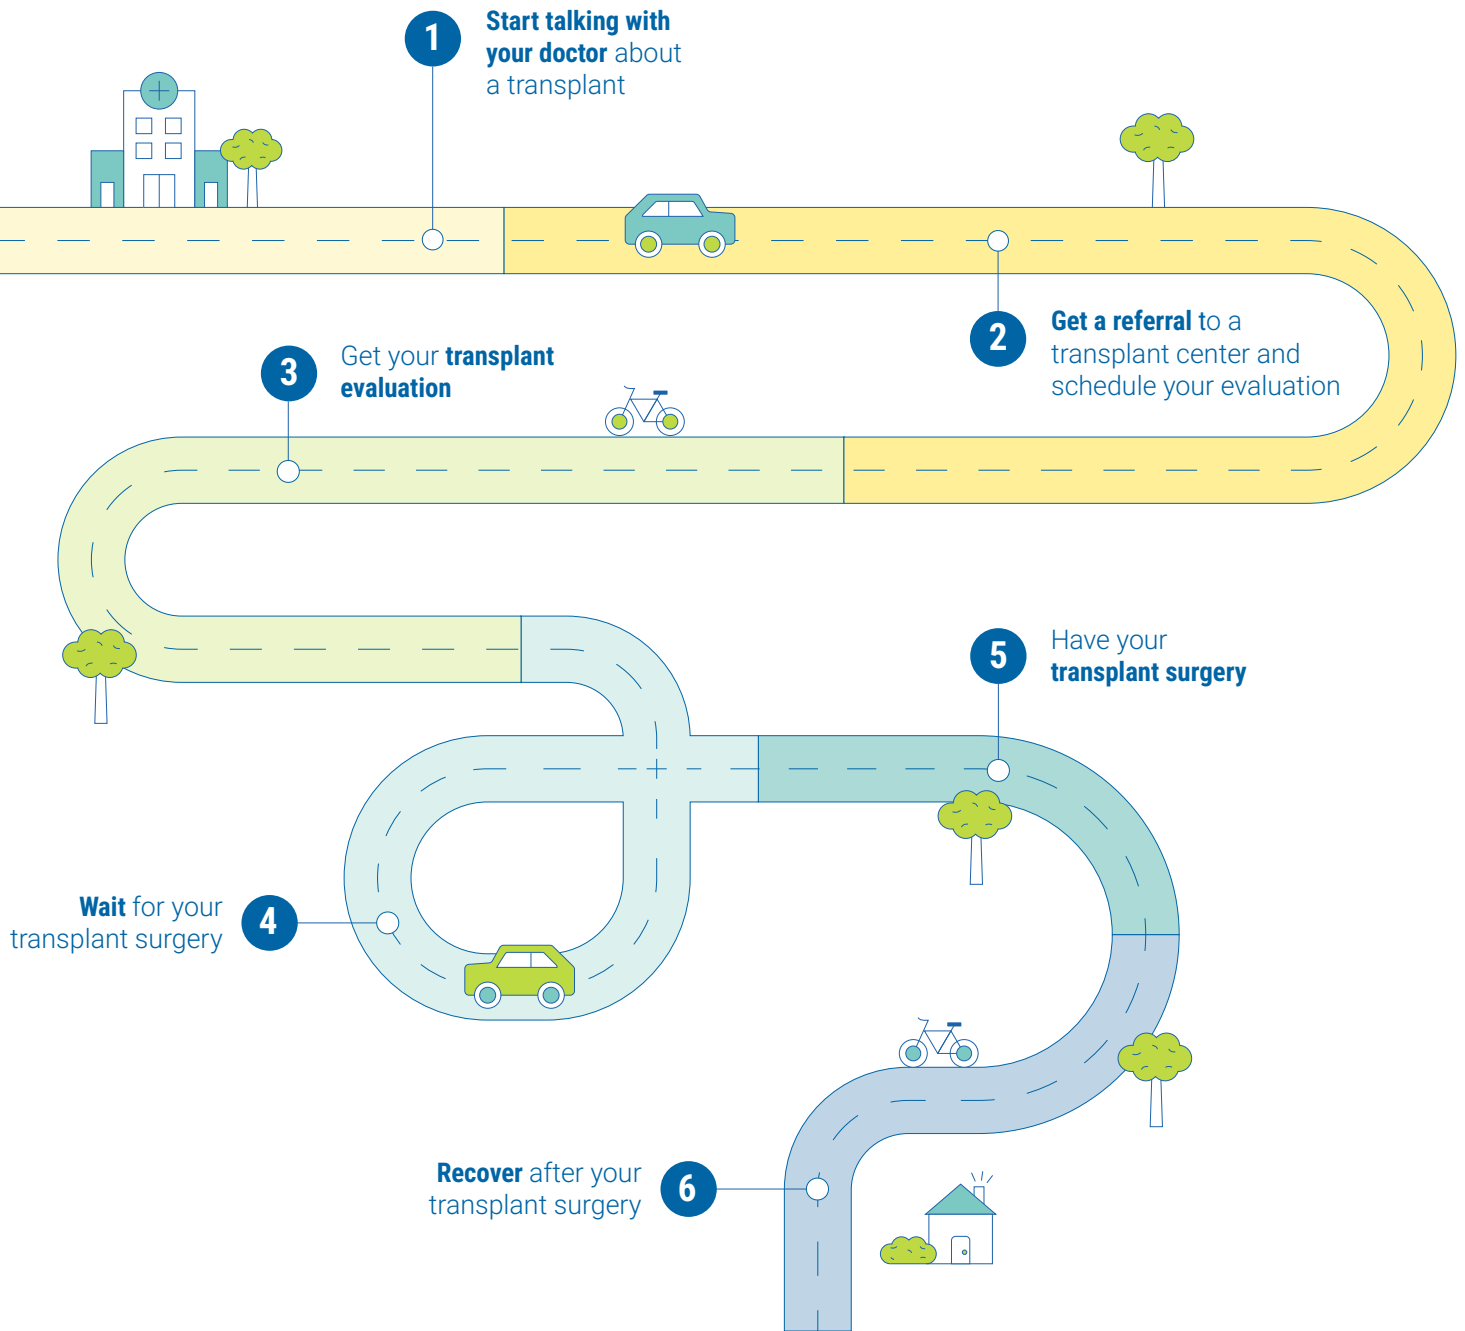 1
Start talking with
your doctor about
a transplant
2
Get a referral to a
transplant center and
schedule your evaluation
3
Get your transplant
evaluation
4
Wait for your
transplant surgery
5
Have your
transplant surgery
6
Recover after your
transplant surgery